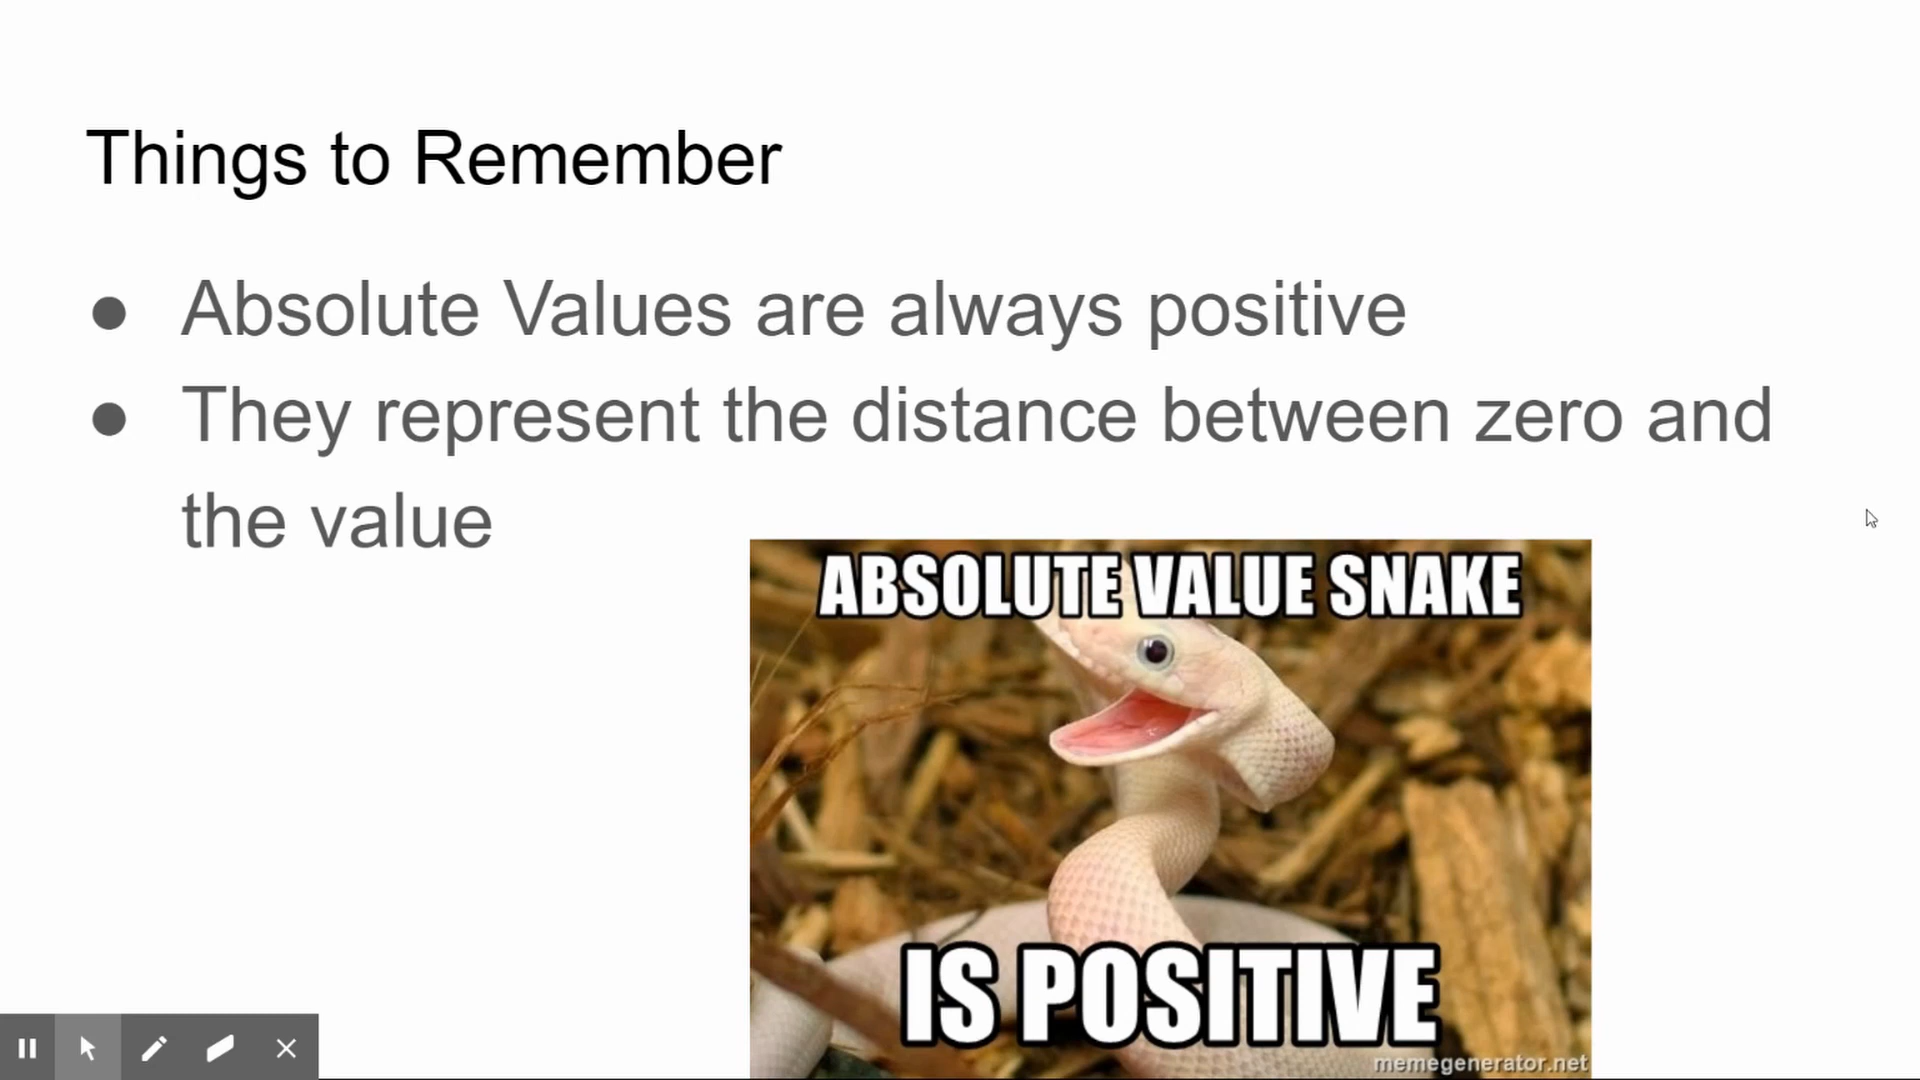 Things to Remember
● Absolute Values are always positive
● They represent the distance between zero and
the value
ABSOLUTE VALUE SNAKE
IS POSITIVE
memegenerator.net